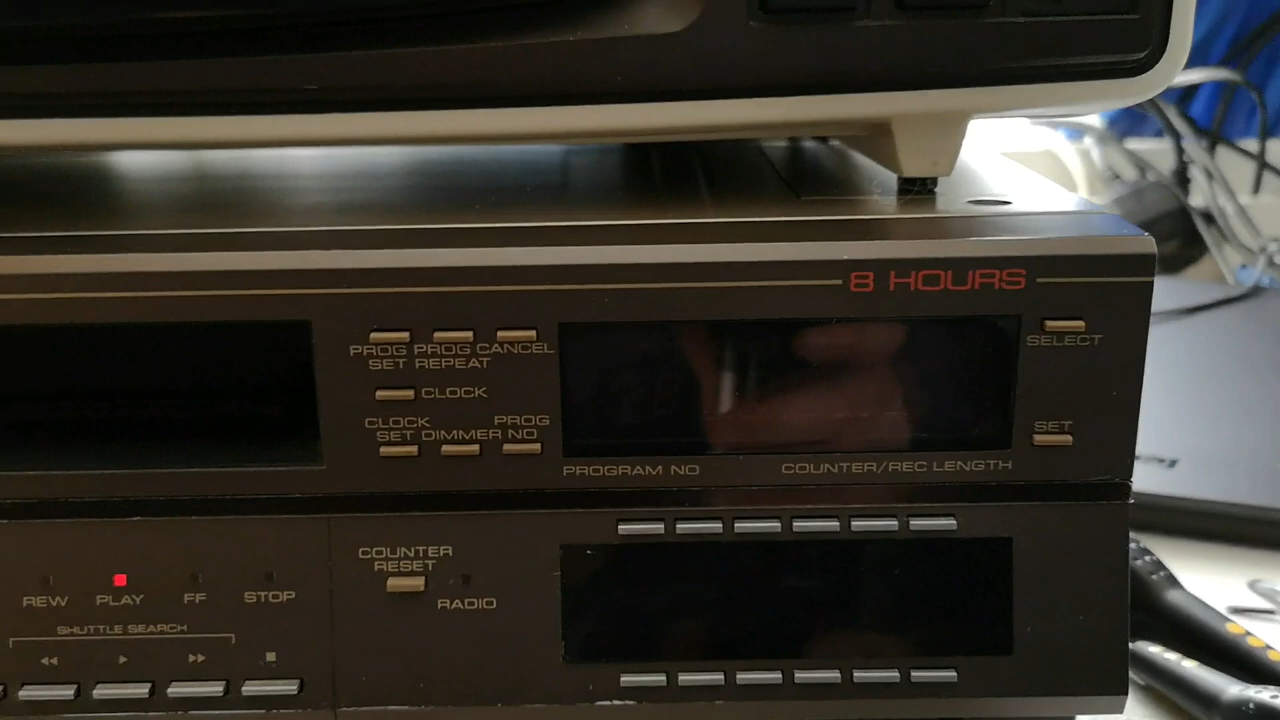 8 HOURS
PROG PROG CANCEL
SET REPEAT
SELECT
CLOCK
CLOCK PROG
SET DIMMER NO
SET
PROGRAM NO COUNTER/REC LENGTH
COUNTER
RESET
REW PLAY FF STOP
RADIO
SHUTTLE SEARCH